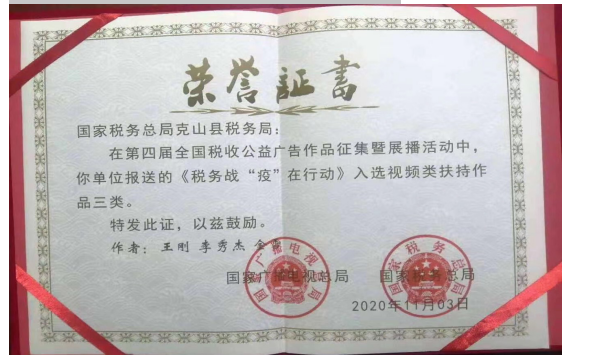 荣誉証書
国家税务总局克山县税务局：
在第四届全国税收公益广告作品征集暨展播活动中，
你单位报送的《税务战“疫”在行动》入选视频类扶持作
品三类。
特发此证，以兹鼓励。
作者：王刚 李秀杰
国家广播电视总局 国家税务总局
2020年11月03日